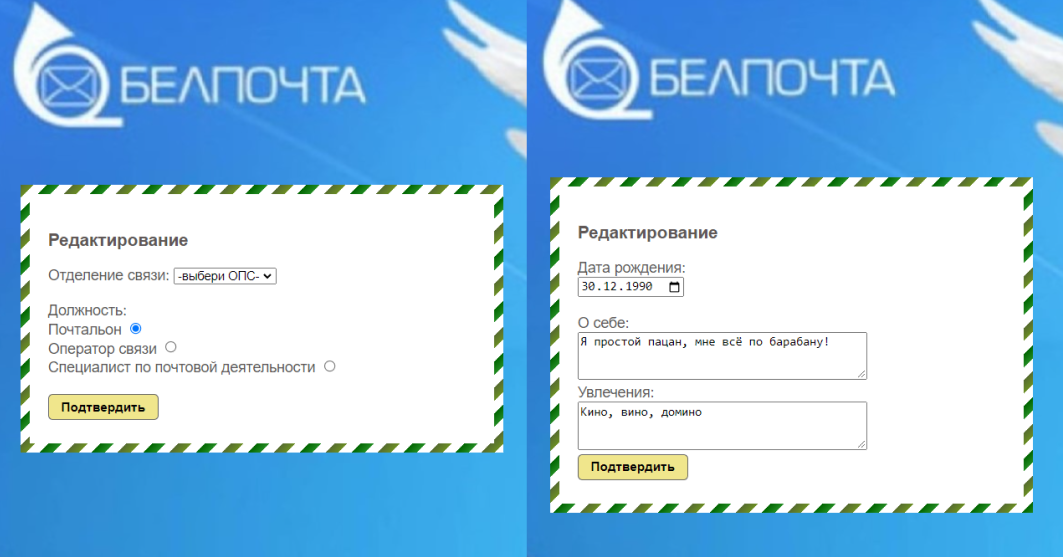 БЕЛПОЧТА
Редактирование
Отделение связи: -выбери ОПС-
Должность:
Почтальон
Оператор связи
Специалист по почтовой деятельности
Подтвердить
БЕЛПОЧТА
Редактирование
Дата рождения:
30.12.1990
О себе:
Я простой пацан, мне всё по барабану!
Увлечения:
Кино, вино, домино
Подтвердить